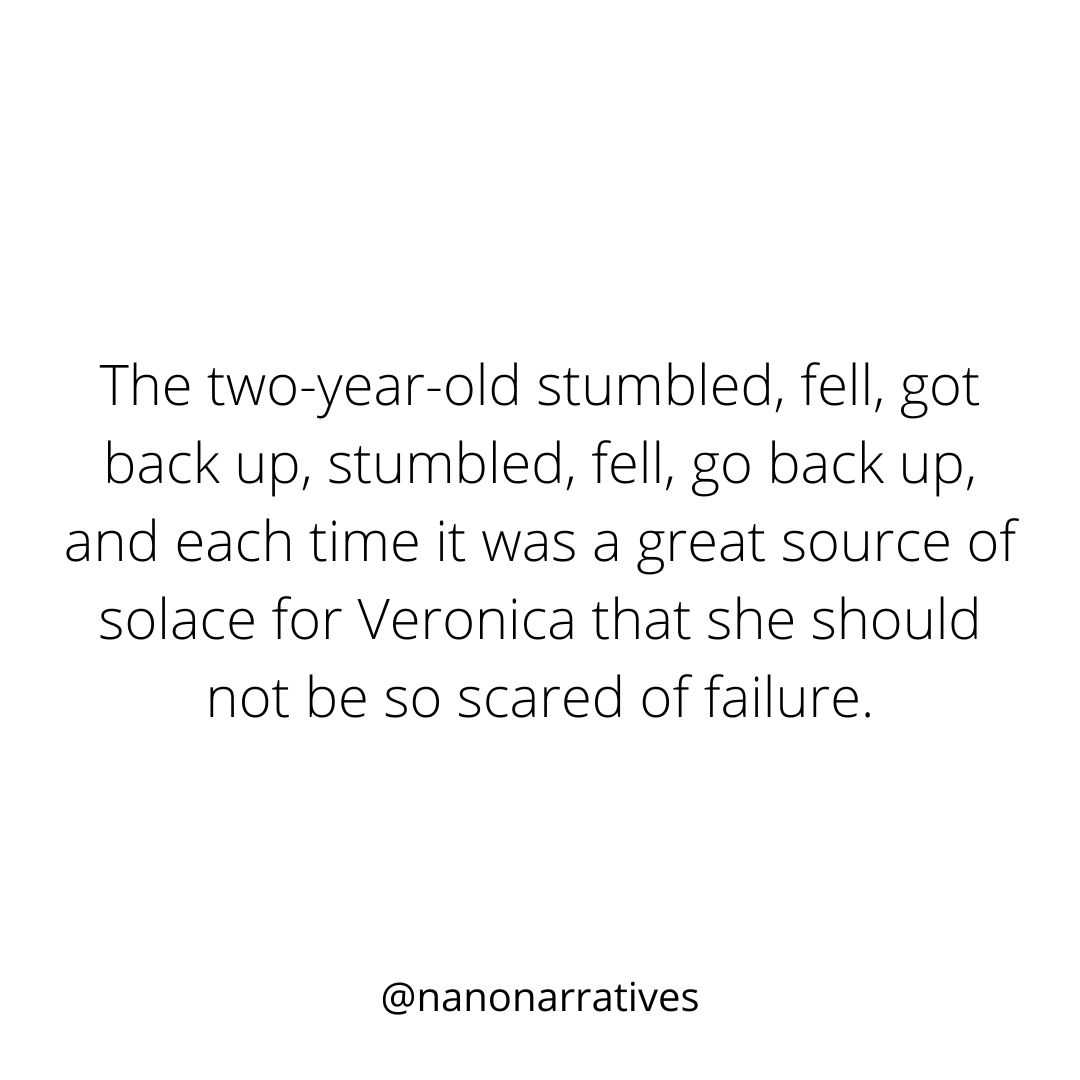 The two-year-old stumbled, fell, got
back up, stumbled, fell, go back up,
and each time it was a great source of
solace for Veronica that she should
not be so scared of failure.
@nanonarratives